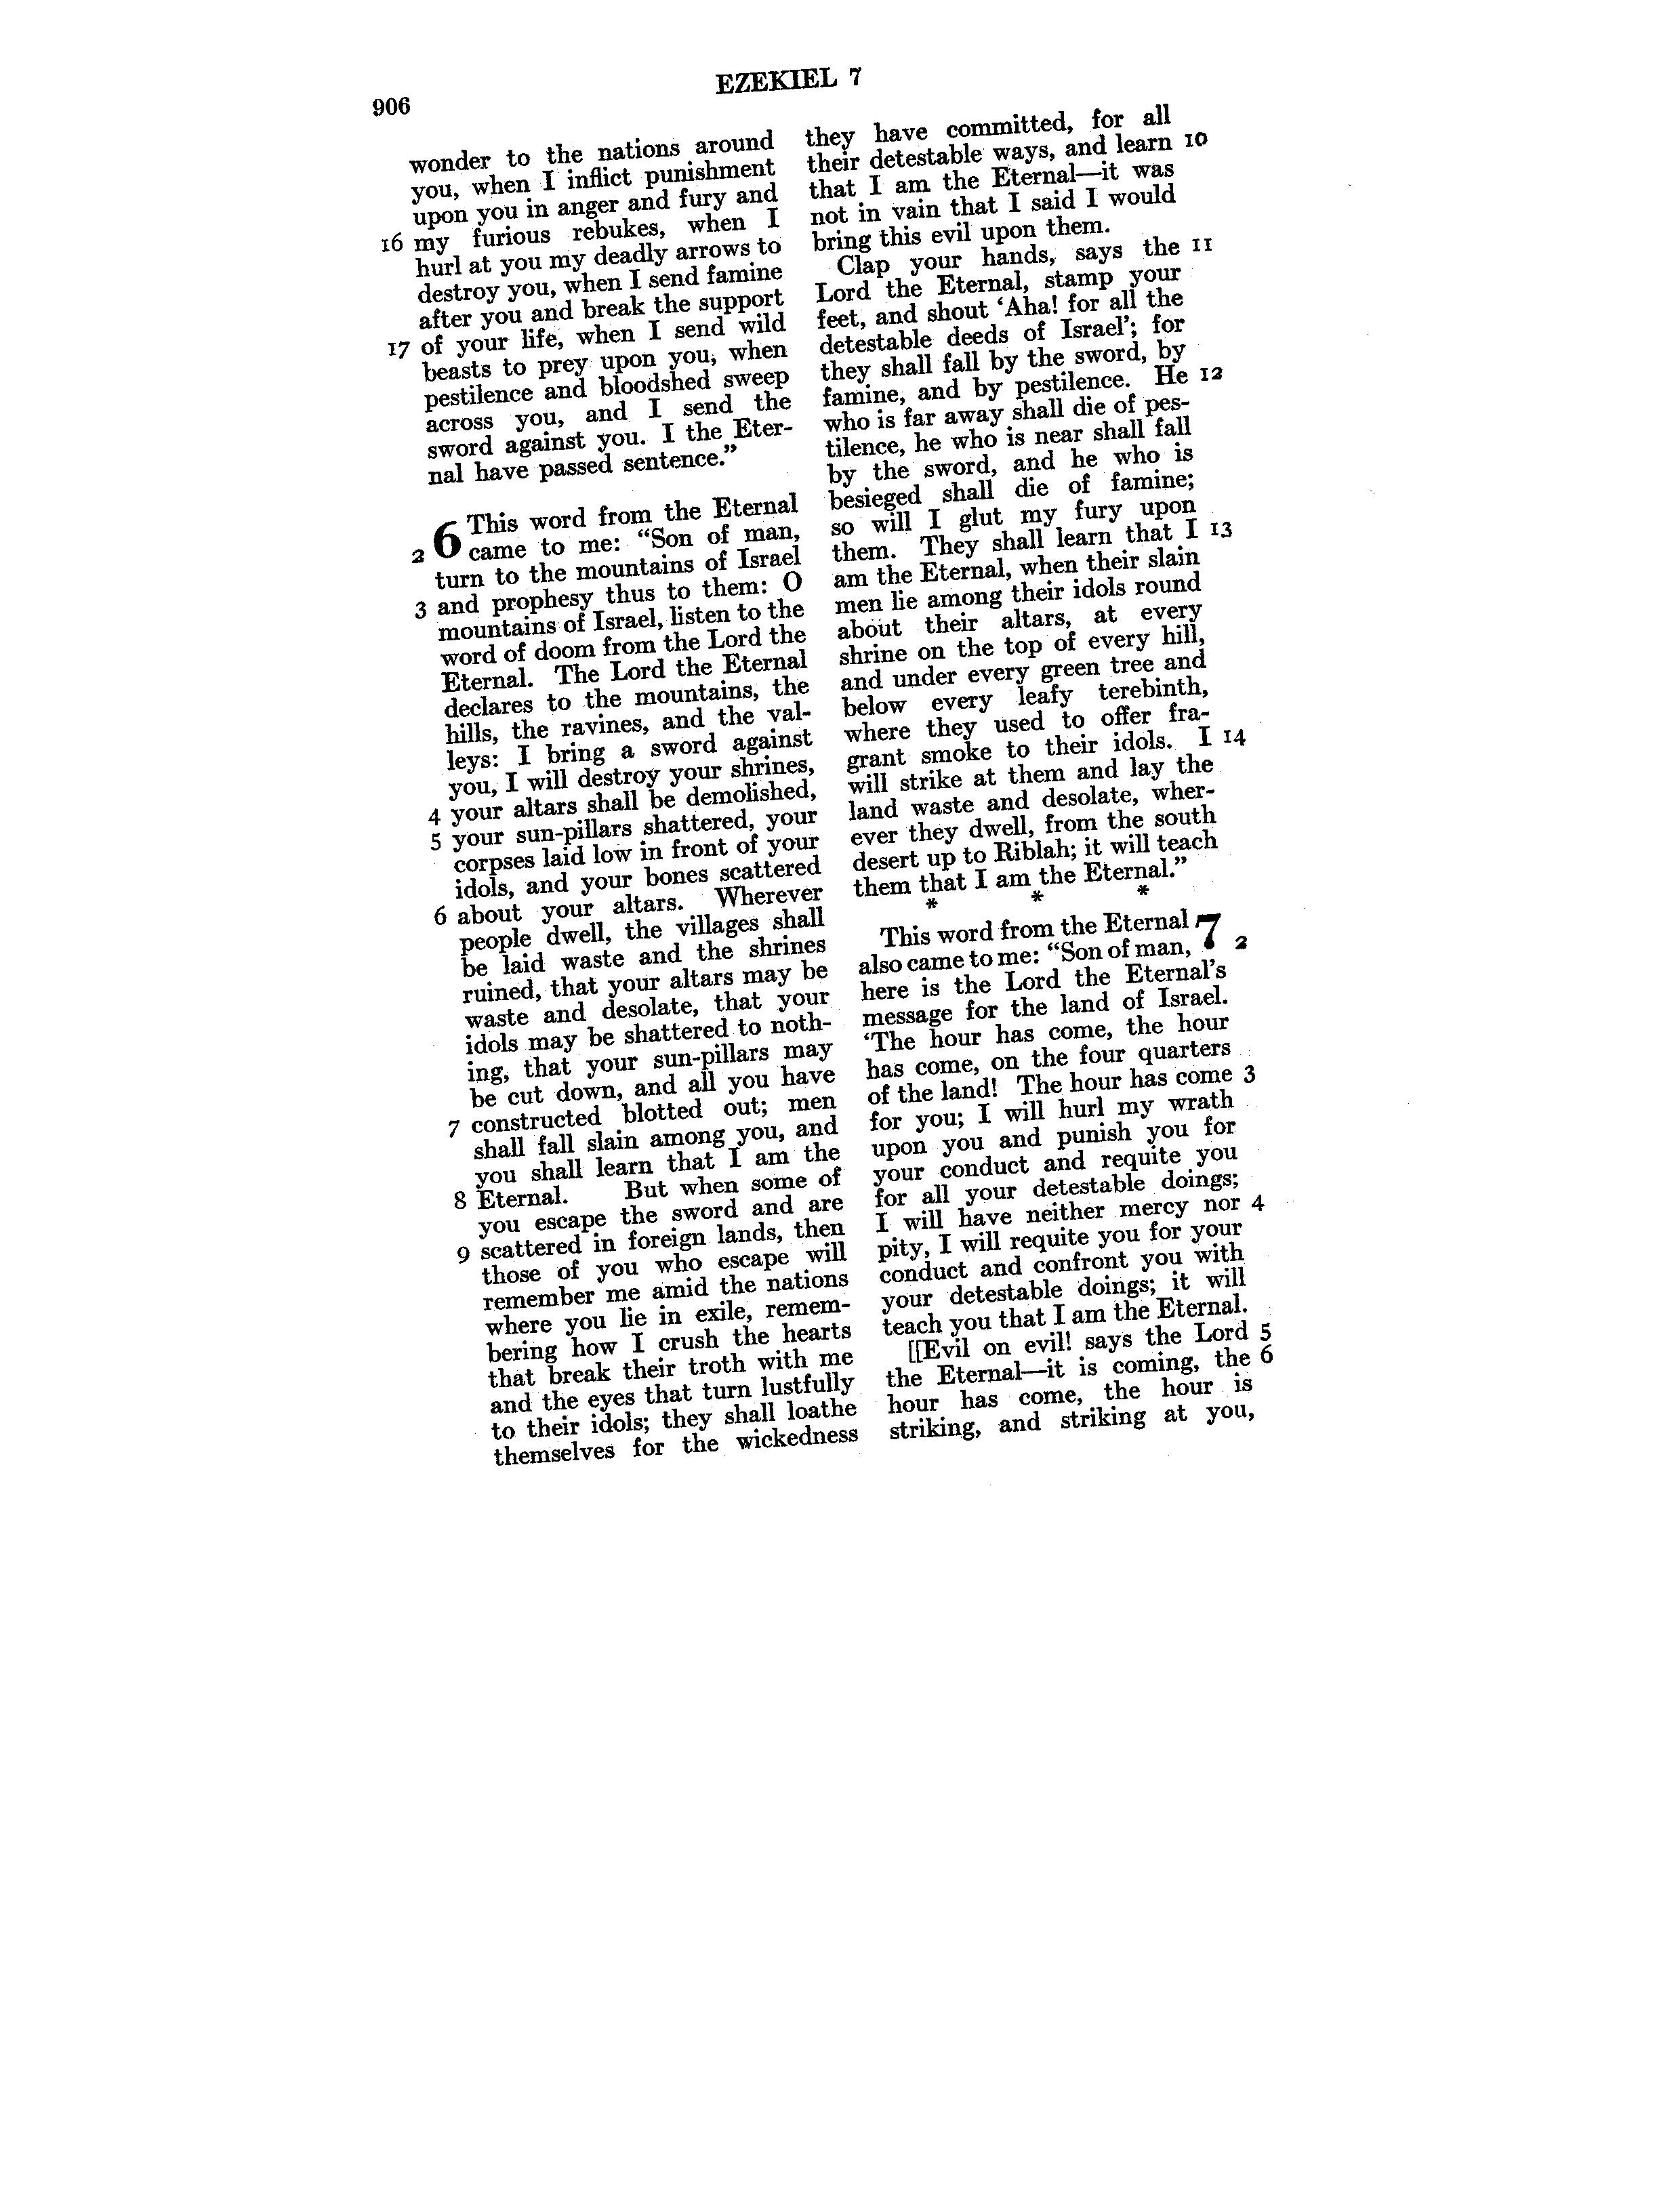 906
EZEKIEL 7
wonder to the nations around
you, when I inflict punishment
upon you in anger and fury and
16 my furious rebukes, when I
hurl at you my deadly arrows to
destroy you, when I send famine
after you and break the support
17 of your life, when I send wild
beasts to prey upon you, when
pestilence and bloodshed sweep
across you, and I send the
sword against you. I the Eter-
nal have passed sentence.”
6 This word from the Eternal
2 came to me: “Son of man,
turn to the mountains of Israel
3 and prophesy thus to them: O
mountains of Israel, listen to the
word of doom from the Lord the
Eternal. The Lord the Eternal
declares to the mountains, the
hills, the ravines, and the val-
leys: I bring a sword against
you, I will destroy your shrines,
4 your altars shall be demolished,
5 your sun-pillars shattered, your
corpses laid low in front of your
idols, and your bones scattered
6 about your altars. Wherever
people dwell, the villages shall
be laid waste and the shrines
ruined, that your altars may be
waste and desolate, that your
idols may be shattered to noth-
ing, that your sun-pillars may
be cut down, and all you have
7 constructed blotted out; men
shall fall slain among you, and
you shall learn that I am the
8 Eternal. But when some of
you escape the sword and are
9 scattered in foreign lands, then
those of you who escape will
remember me amid the nations
where you lie in exile, remem-
bering how I crush the hearts
that break their troth with me
and the eyes that turn lustfully
to their idols; they shall loathe
themselves for the wickedness
they have committed, for all
their detestable ways, and learn 10
that I am the Eternal—it was
not in vain that I said I would
bring this evil upon them.
Clap your hands, says the 11
Lord the Eternal, stamp your
feet, and shout ‘Aha! for all the
detestable deeds of Israel’; for
they shall fall by the sword, by
famine, and by pestilence. He 12
who is far away shall die of pes-
tilence, he who is near shall fall
by the sword, and he who is
besieged shall die of famine;
so will I glut my fury upon
them. They shall learn that I 13
am the Eternal, when their slain
men lie among their idols round
about their altars, at every
shrine on the top of every hill,
and under every green tree and
below every leafy terebinth,
where they used to offer fra-
grant smoke to their idols. I 14
will strike at them and lay the
land waste and desolate, wher-
ever they dwell, from the south
desert up to Riblah; it will teach
them that I am the Eternal.”
* * *
This word from the Eternal 7
also came to me: “Son of man, 2
here is the Lord the Eternal’s
message for the land of Israel.
‘The hour has come, the hour
has come, on the four quarters
of the land! The hour has come 3
for you; I will hurl my wrath
upon you and punish you for
your conduct and requite you
for all your detestable doings;
I will have neither mercy nor 4
pity, I will requite you for your
conduct and confront you with
your detestable doings; it will
teach you that I am the Eternal.
[[Evil on evil! says the Lord 5
the Eternal—it is coming, the 6
hour has come, the hour is
striking, and striking at you,